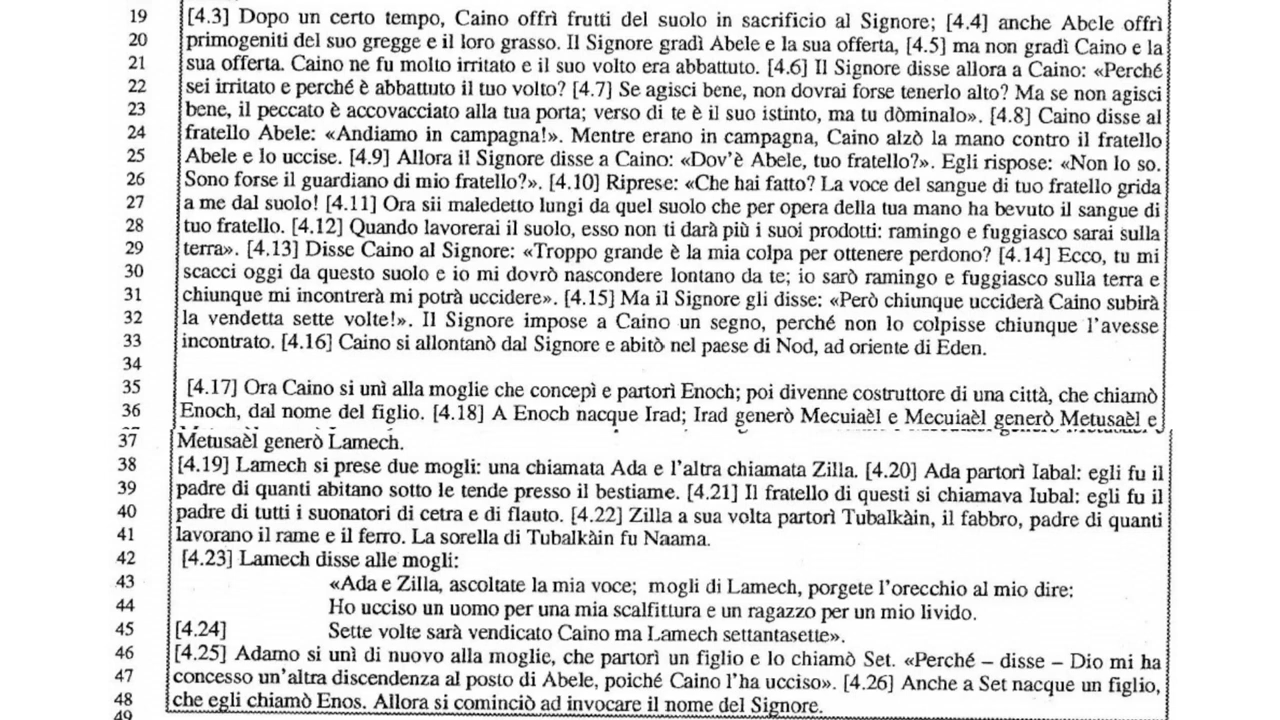 19 [4.3] Dopo un certo tempo, Caino offrì frutti del suolo in sacrificio al Signore; [4.4] anche Abele offrì
20 primogeniti del suo gregge e il loro grasso. Il Signore gradì Abele e la sua offerta, [4.5] ma non gradì Caino e la
21 sua offerta. Caino ne fu molto irritato e il suo volto era abbattuto. [4.6] Il Signore disse allora a Caino: «Perché
22 sei irritato e perché è abbattuto il tuo volto? [4.7] Se agisci bene, non dovrai forse tenerlo alto? Ma se non agisci
23 bene, il peccato è accovacciato alla tua porta; verso di te è il suo istinto, ma tu dòminalo». [4.8] Caino disse al
24 fratello Abele: «Andiamo in campagna!». Mentre erano in campagna, Caino alzò la mano contro il fratello
25 Abele e lo uccise. [4.9] Allora il Signore disse a Caino: «Dov'è Abele, tuo fratello?». Egli rispose: «Non lo so.
26 Sono forse il guardiano di mio fratello?». [4.10] Riprese: «Che hai fatto? La voce del sangue di tuo fratello grida
27 a me dal suolo! [4.11] Ora sii maledetto lungi da quel suolo che per opera della tua mano ha bevuto il sangue di
28 tuo fratello. [4.12] Quando lavorerai il suolo, esso non ti darà più i suoi prodotti: ramingo e fuggiasco sarai sulla
29 terra». [4.13] Disse Caino al Signore: «Troppo grande è la mia colpa per ottenere perdono? [4.14] Ecco, tu mi
30 scacci oggi da questo suolo e io mi dovrò nascondere lontano da te; io sarò ramingo e fuggiasco sulla terra e
31 chiunque mi incontrerà mi potrà uccidere». [4.15] Ma il Signore gli disse: «Però chiunque ucciderà Caino subirà
32 la vendetta sette volte!». Il Signore impose a Caino un segno, perché non lo colpisse chiunque l'avesse
33 incontrato. [4.16] Caino si allontanò dal Signore e abitò nel paese di Nod, ad oriente di Eden.
34
35 [4.17] Ora Caino si unì alla moglie che concepì e partorì Enoch; poi divenne costruttore di una città, che chiamò
36 Enoch, dal nome del figlio. [4.18] A Enoch nacque Irad; Irad generò Mecuiaèl e Mecuiaèl generò Metusaèl e
37 Metusaèl generò Lamech.
38 [4.19] Lamech si prese due mogli: una chiamata Ada e l'altra chiamata Zilla. [4.20] Ada partorì Iabal: egli fu il
39 padre di quanti abitano sotto le tende presso il bestiame. [4.21] Il fratello di questi si chiamava Iubal: egli fu il
40 padre di tutti i suonatori di cetra e di flauto. [4.22] Zilla a sua volta partorì Tubalkàin, il fabbro, padre di quanti
41 lavorano il rame e il ferro. La sorella di Tubalkàin fu Naama.
42 [4.23] Lamech disse alle mogli:
43 «Ada e Zilla, ascoltate la mia voce; mogli di Lamech, porgete l'orecchio al mio dire:
44 Ho ucciso un uomo per una mia scalfittura e un ragazzo per un mio livido.
45 [4.24] Sette volte sarà vendicato Caino ma Lamech settantasette».
46 [4.25] Adamo si unì di nuovo alla moglie, che partorì un figlio e lo chiamò Set. «Perché – disse – Dio mi ha
47 concesso un'altra discendenza al posto di Abele, poiché Caino l'ha ucciso». [4.26] Anche a Set nacque un figlio,
48 che egli chiamò Enos. Allora si cominciò ad invocare il nome del Signore.
49